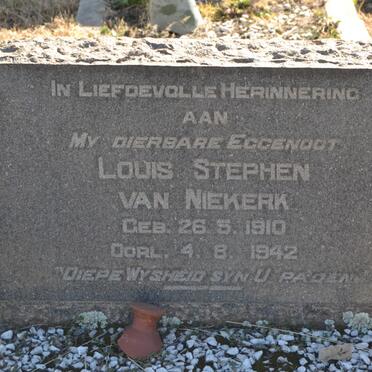 IN LIEFDEVOLLE HERINNERING
AAN
MY DIERBARE EGGENOOT
LOUIS STEPHEN
VAN NIEKERK
GEB. 26. 5. 1910
OORL. 4. 8. 1942
"DIEPE WYSHEID SYN U RADEN"